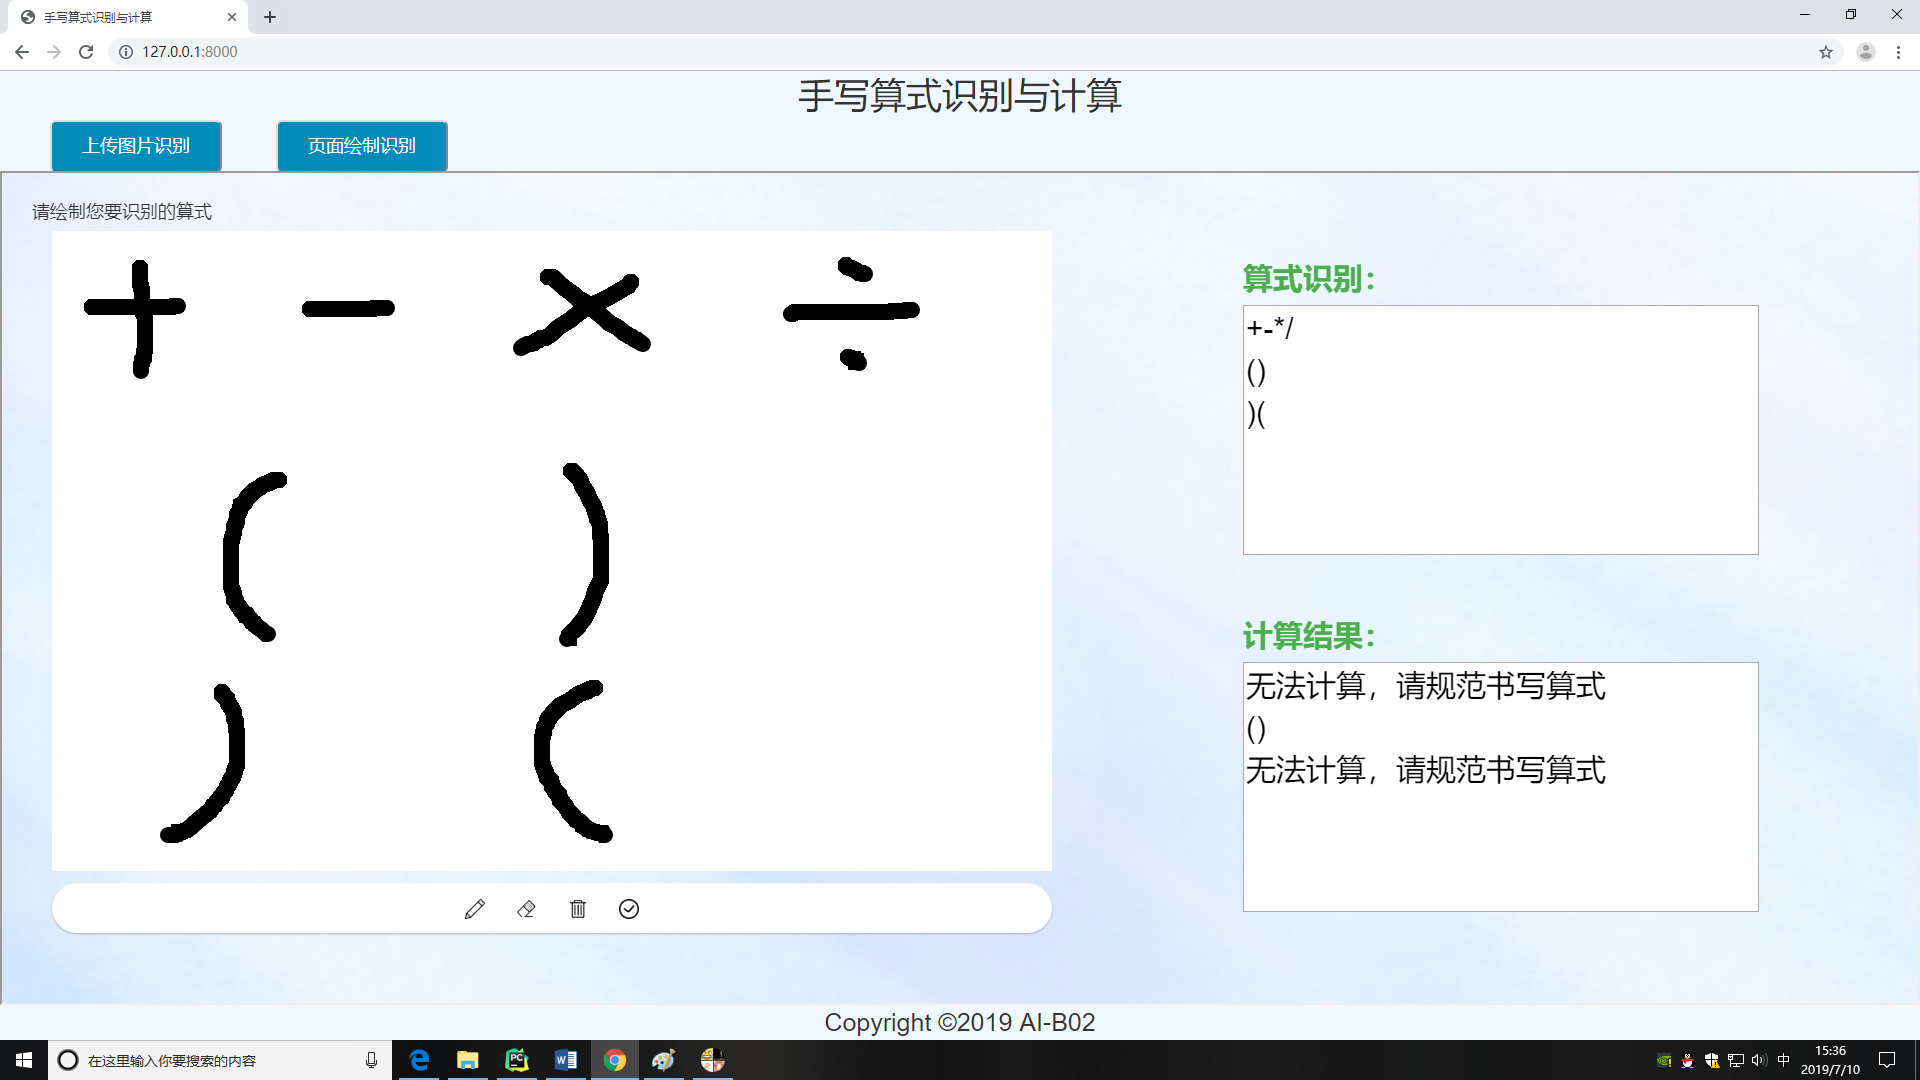 手写算式识别与计算
127.0.0.1:8000
手写算式识别与计算
上传图片识别 页面绘制识别
请绘制您要识别的算式
+ − × ÷
( )
) (
算式识别：
+-*/
()
)(
计算结果：
无法计算，请规范书写算式
()
无法计算，请规范书写算式
Copyright ©2019 AI-B02
在这里输入你要搜索的内容
中
15:36
2019/7/10